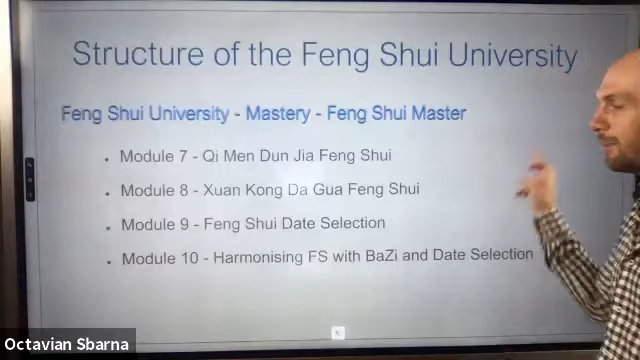 Structure of the Feng Shui University
Feng Shui University - Mastery - Feng Shui Master
• Module 7 - Qi Men Dun Jia Feng Shui
• Module 8 - Xuan Kong Da Gua Feng Shui
• Module 9 - Feng Shui Date Selection
• Module 10 - Harmonising FS with BaZi and Date Selection
Octavian Sbarna